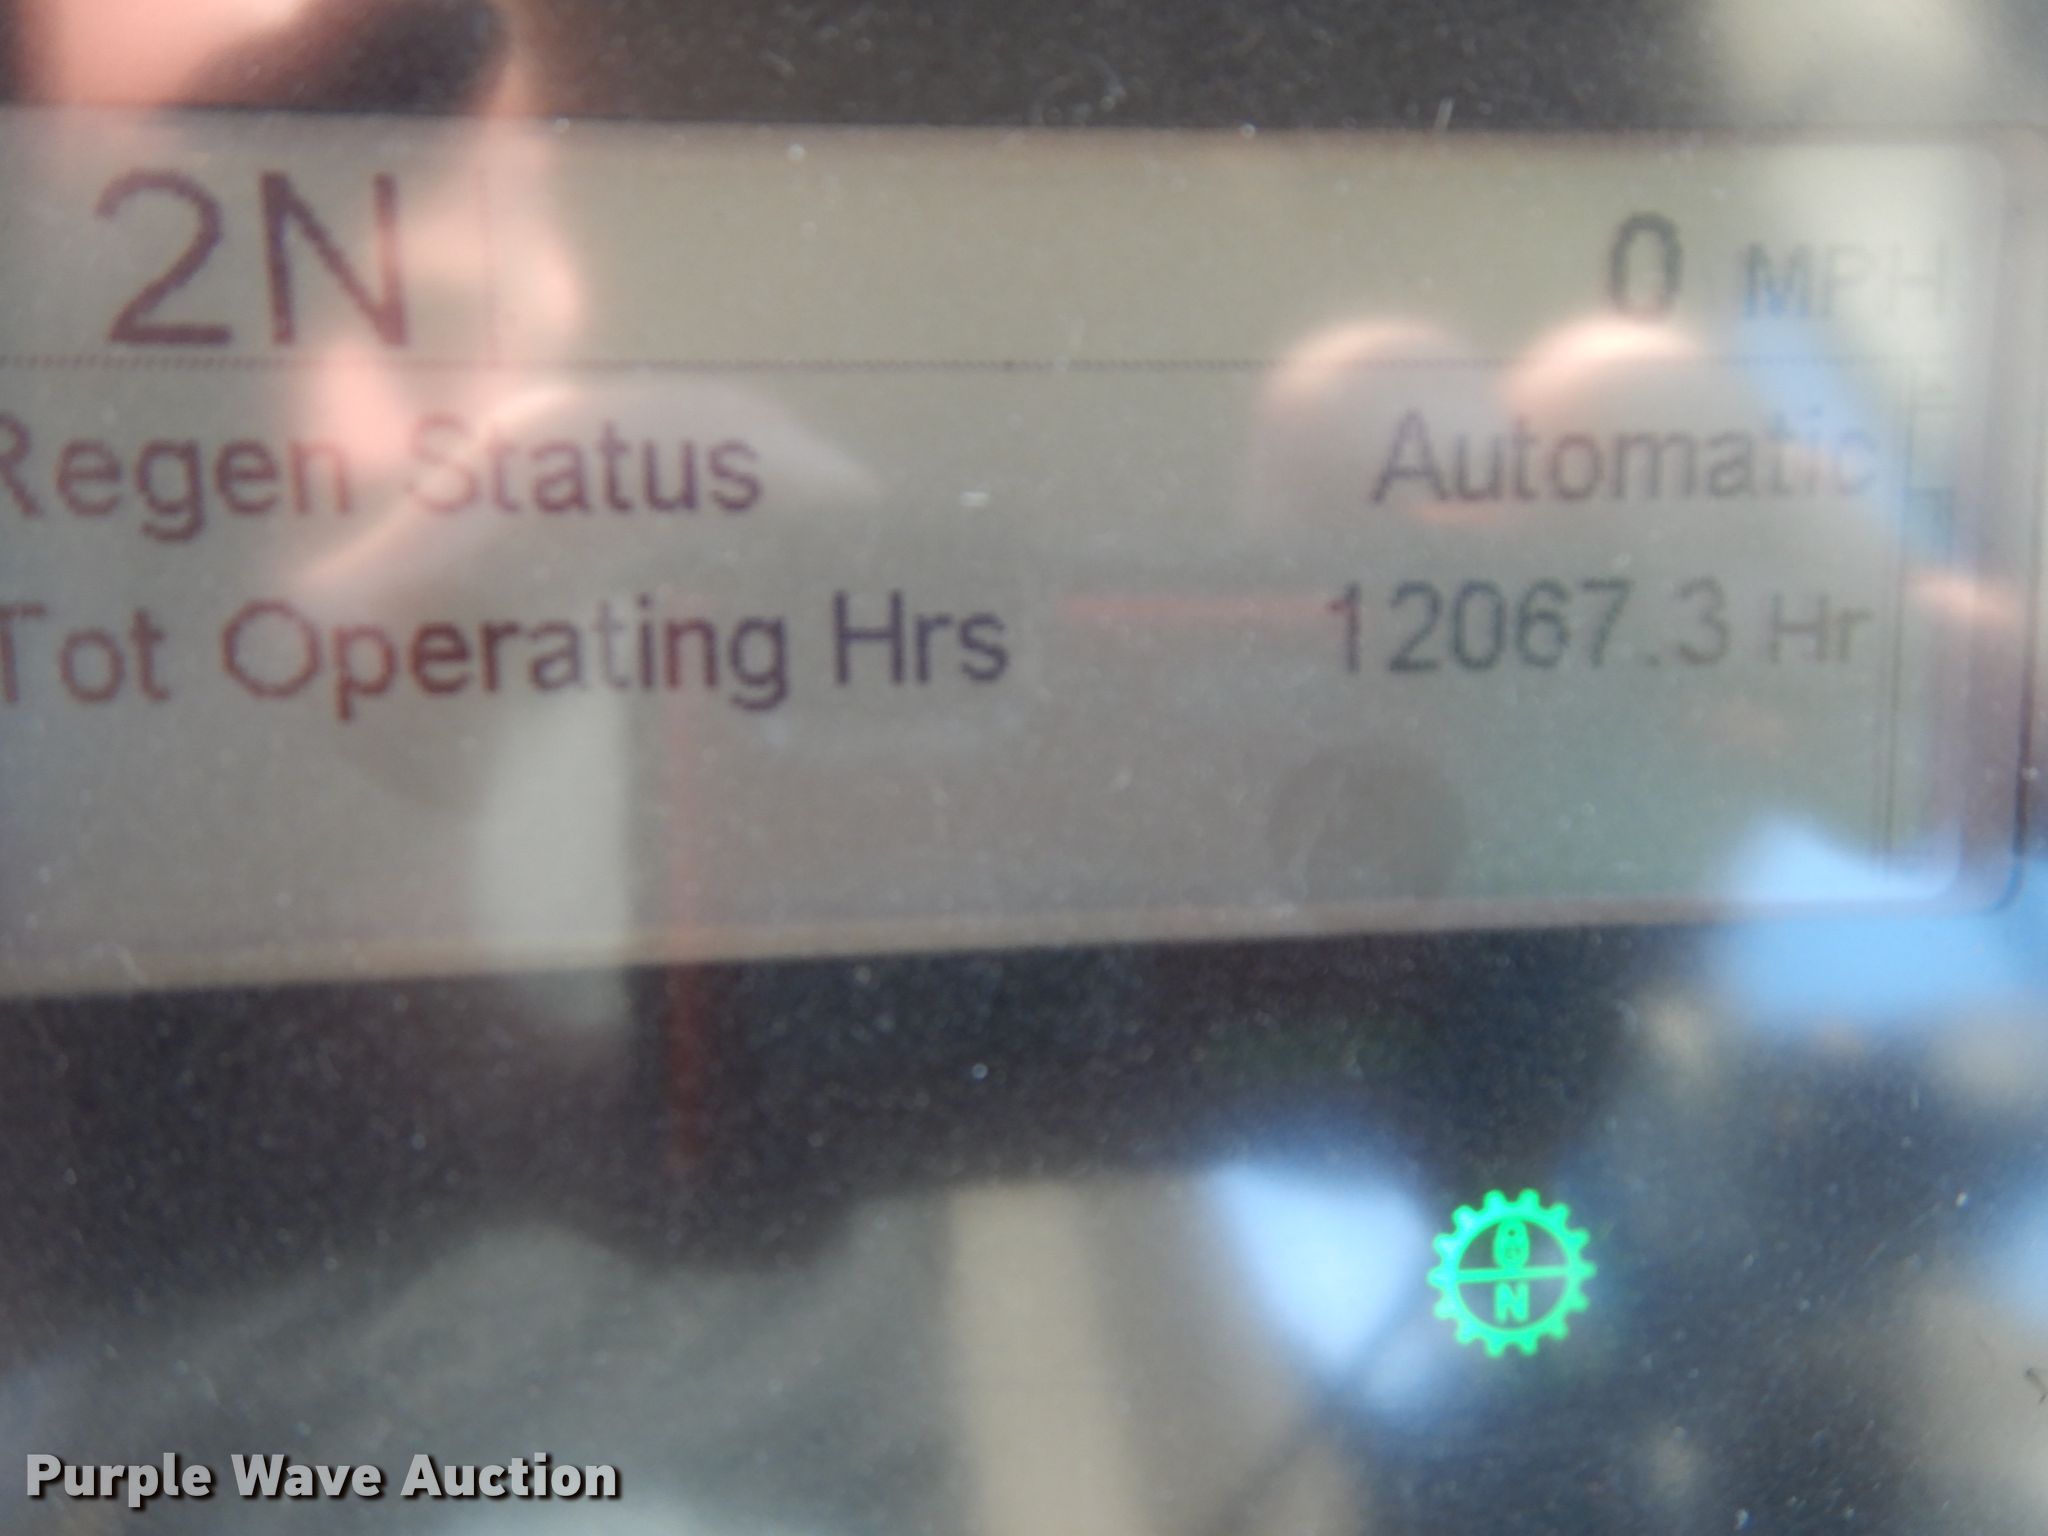 2N
0 MPH
Regen Status Automatic
Tot Operating Hrs 12067.3 Hr
N
Purple Wave Auction